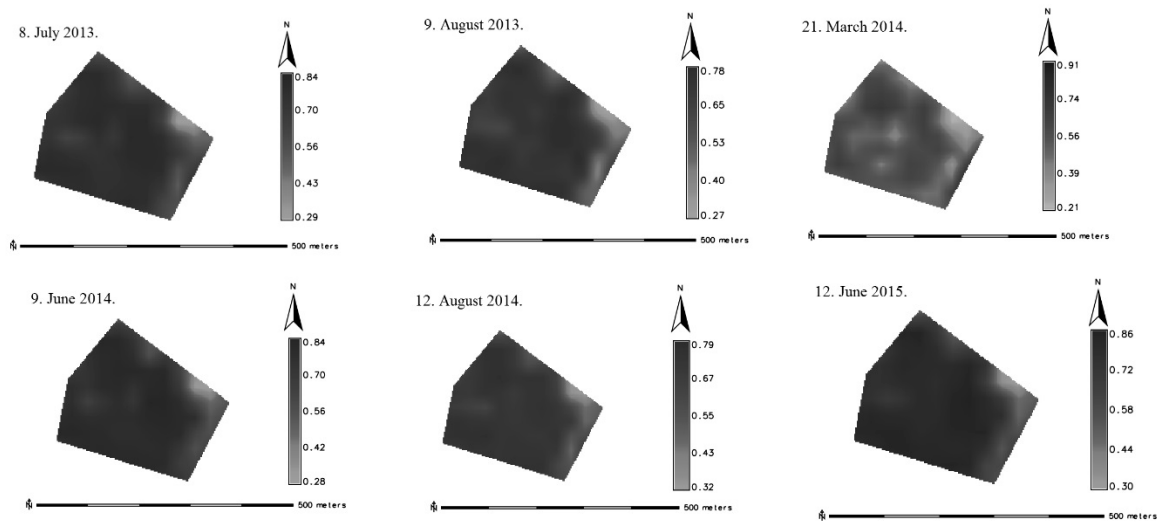 8. July 2013.
N
0.84
0.70
0.56
0.43
0.29
N
500 meters
9. August 2013.
N
0.78
0.65
0.53
0.40
0.27
N
500 meters
21. March 2014.
N
0.91
0.74
0.56
0.39
0.21
N
500 meters
9. June 2014.
N
0.84
0.70
0.56
0.42
0.28
N
500 meters
12. August 2014.
N
0.79
0.67
0.55
0.43
0.32
N
500 meters
12. June 2015.
N
0.86
0.72
0.58
0.44
0.30
N
500 meters